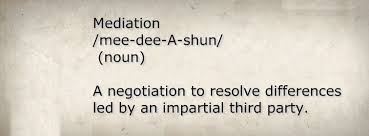 Mediation
/mee-dee-A-shun/
(noun)
A negotiation to resolve differences
led by an impartial third party.